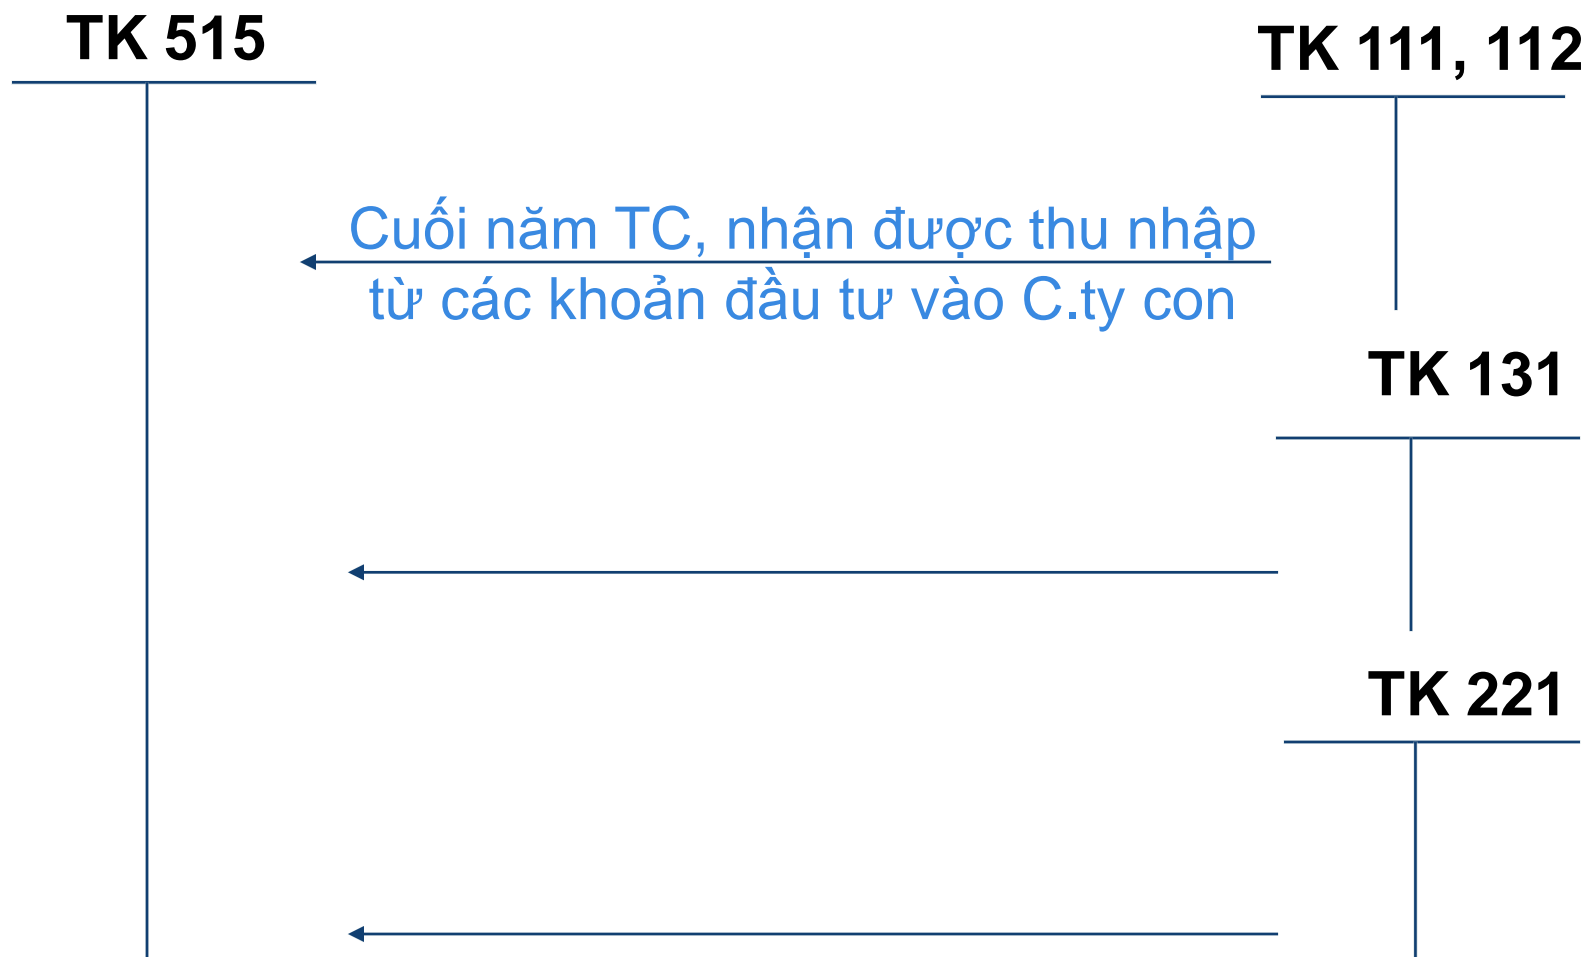 TK 515
TK 111, 112
Cuối năm TC, nhận được thu nhập
từ các khoản đầu tư vào C.ty con
TK 131
TK 221